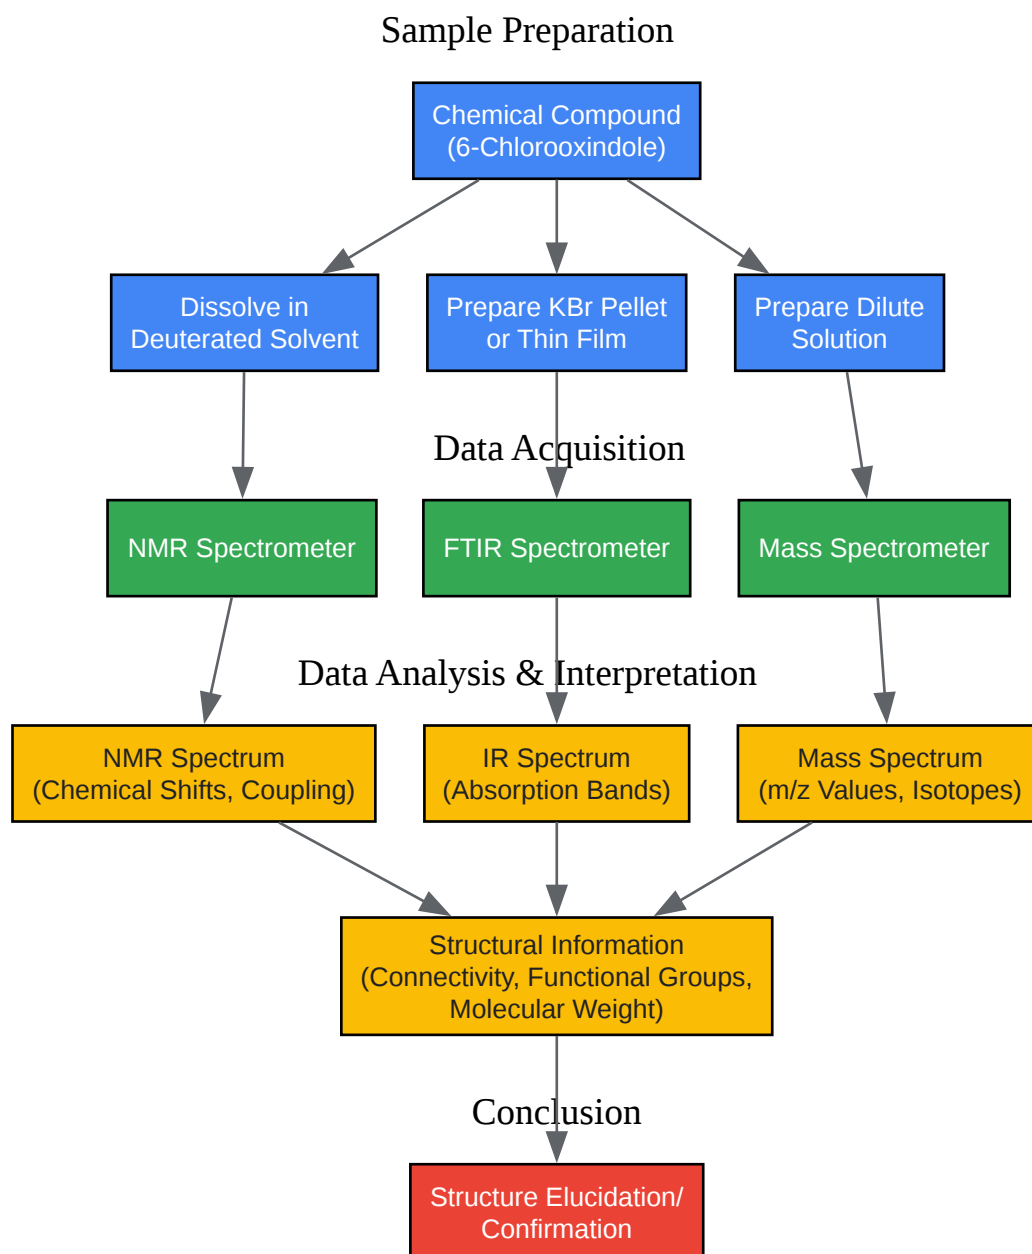 Sample Preparation
Chemical Compound
(6-Chlorooxindole)
Dissolve in
Deuterated Solvent
Prepare KBr Pellet
or Thin Film
Prepare Dilute
Solution
Data Acquisition
NMR Spectrometer
FTIR Spectrometer
Mass Spectrometer
Data Analysis & Interpretation
NMR Spectrum
(Chemical Shifts, Coupling)
IR Spectrum
(Absorption Bands)
Mass Spectrum
(m/z Values, Isotopes)
Structural Information
(Connectivity, Functional Groups,
Molecular Weight)
Conclusion
Structure Elucidation/
Confirmation